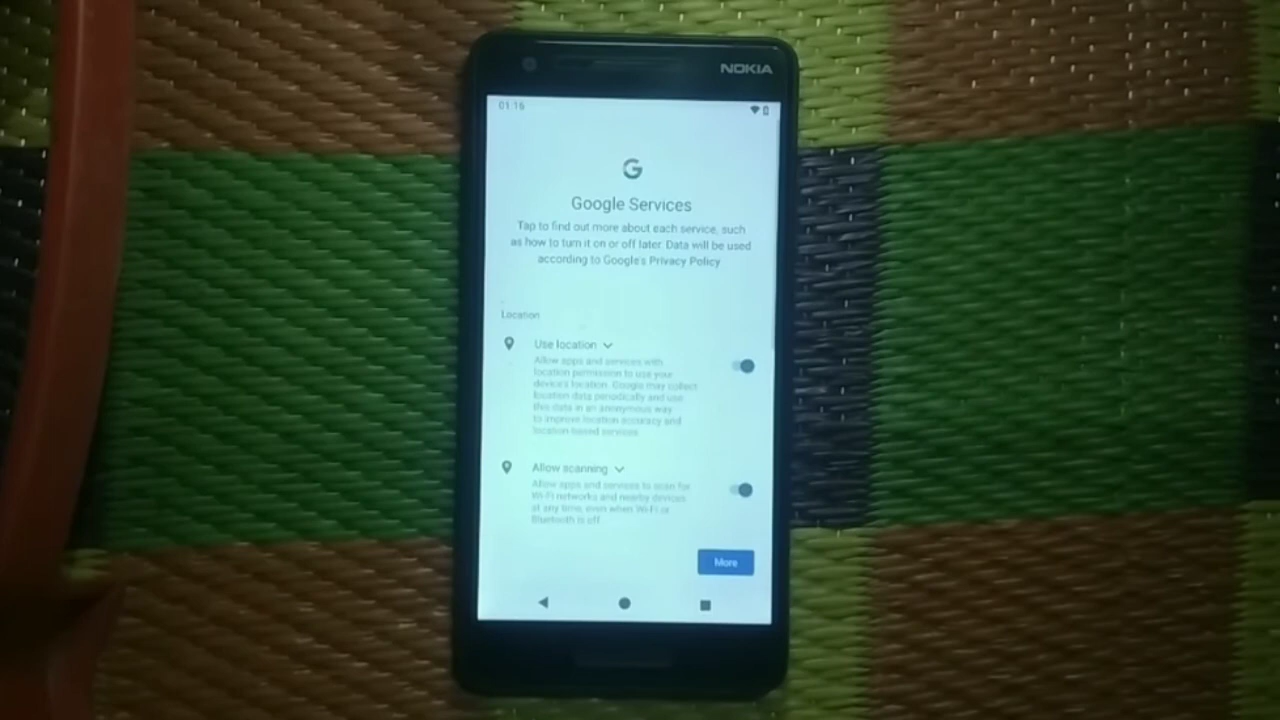 NOKIA
01:16
Google Services
Tap to find out more about each service, such
as how to turn it on or off later. Data will be used
according to Google's Privacy Policy
Location
Use location
Allow apps and services with
location permission to use your
device's location. Google may collect
location data periodically and use
this data in an anonymous way
to improve location accuracy and
location-based services.
Allow scanning
Allow apps and services to scan for
Wi-Fi networks and nearby devices
at any time, even when Wi-Fi or
Bluetooth is off.
More